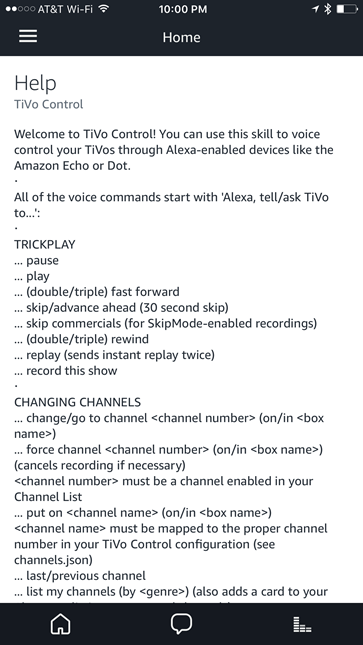 AT&T Wi-Fi 10:00 PM
Home
Help
TiVo Control
Welcome to TiVo Control! You can use this skill to voice
control your TiVos through Alexa-enabled devices like the
Amazon Echo or Dot.
.
All of the voice commands start with 'Alexa, tell/ask TiVo
to...':
.
TRICKPLAY
... pause
... play
... (double/triple) fast forward
... skip/advance ahead (30 second skip)
... skip commercials (for SkipMode-enabled recordings)
... (double/triple) rewind
... replay (sends instant replay twice)
... record this show
.
CHANGING CHANNELS
... change/go to channel <channel number> (on/in <box
name>)
... force channel <channel number> (on/in <box name>)
(cancels recording if necessary)
<channel number> must be a channel enabled in your
Channel List
... put on <channel name> (on/in <box name>)
<channel name> must be mapped to the proper channel
number in your TiVo Control configuration (see
channels.json)
... last/previous channel
... list my channels (by <genre>) (also adds a card to your